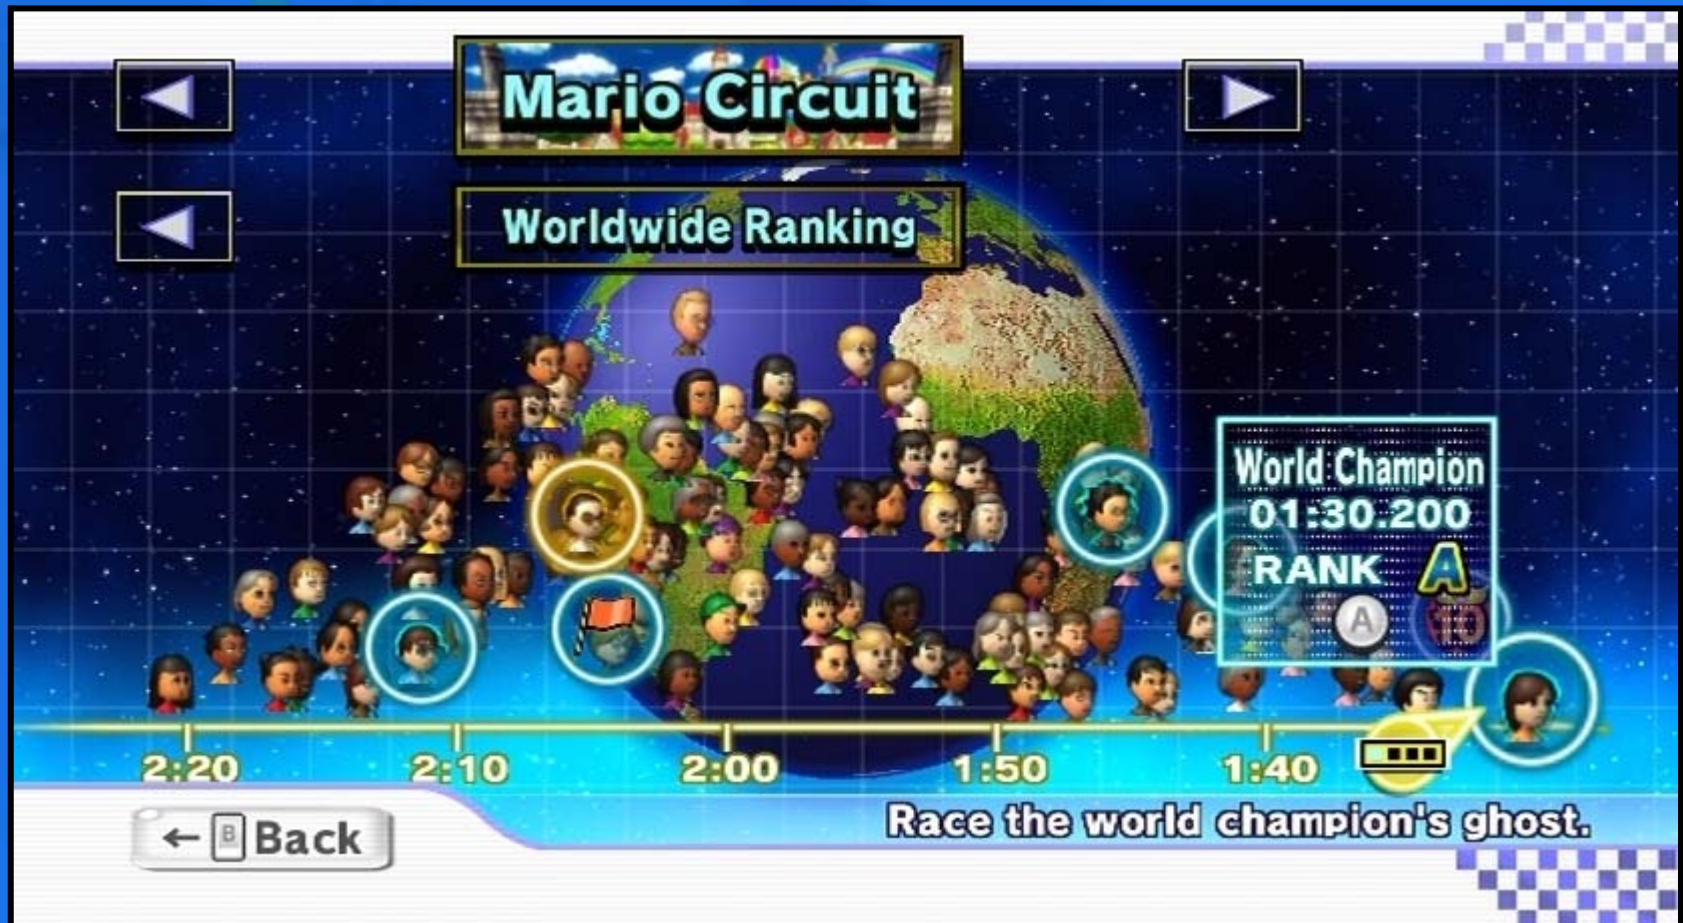 Mario Circuit
Worldwide Ranking
World Champion
01:30.200
RANK A
A
2:20
2:10
2:00
1:50
1:40
Race the world champion's ghost.
← B Back